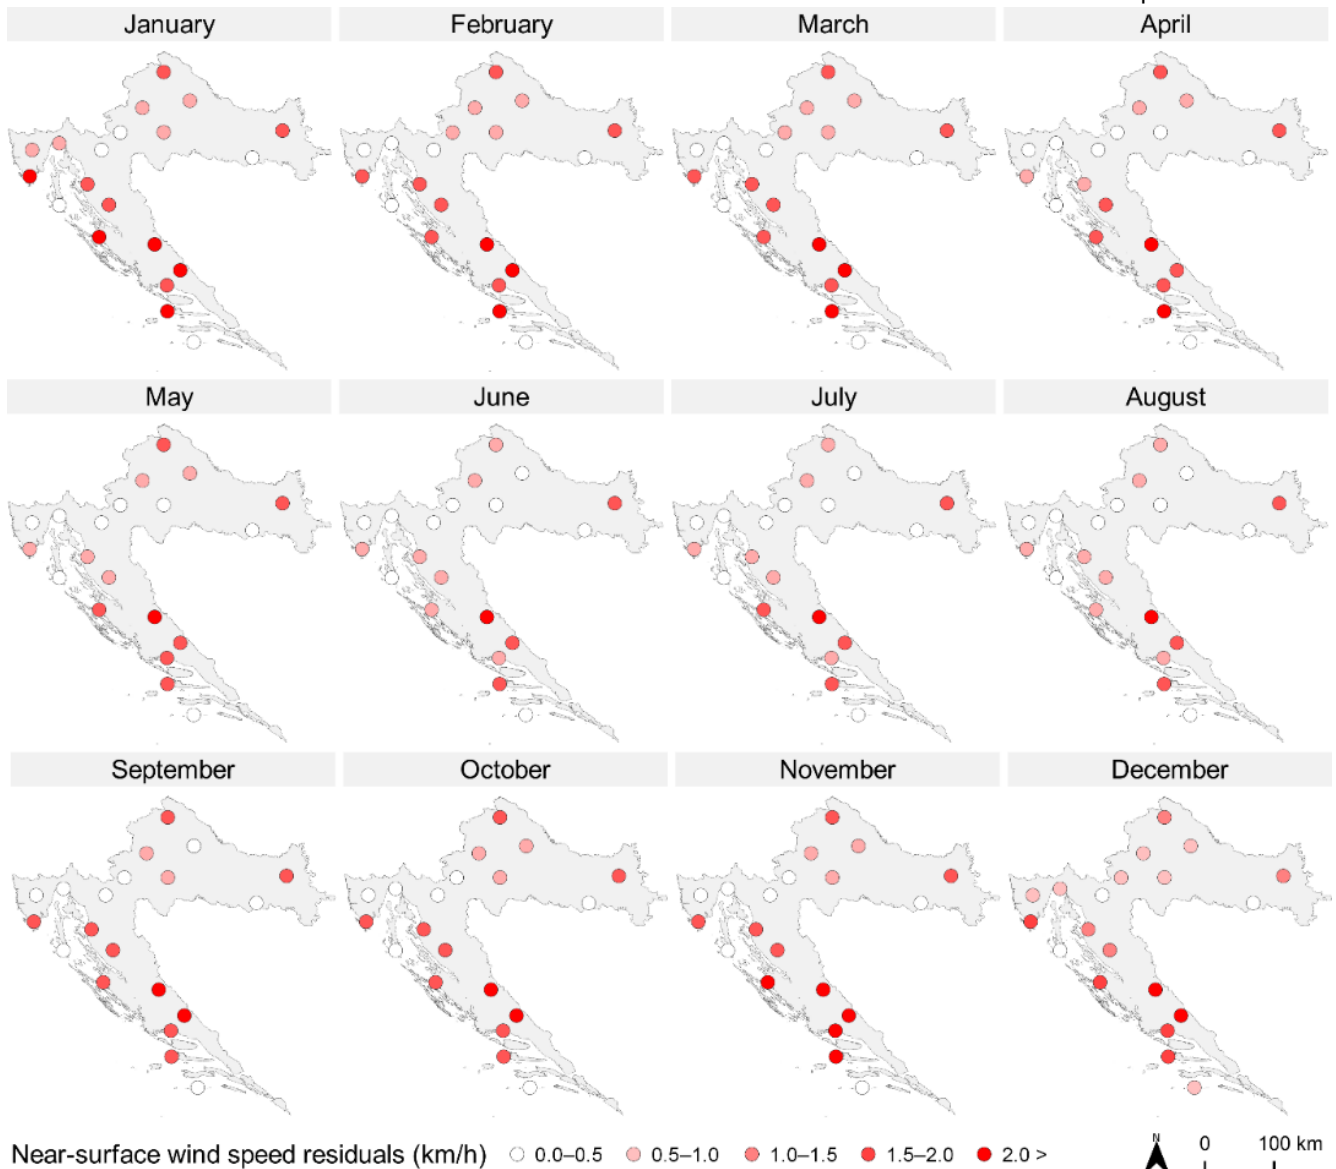 January February March April
May June July August
September October November December
Near-surface wind speed residuals (km/h) 0.0–0.5 0.5–1.0 1.0–1.5 1.5–2.0 2.0 > N 0 100 km